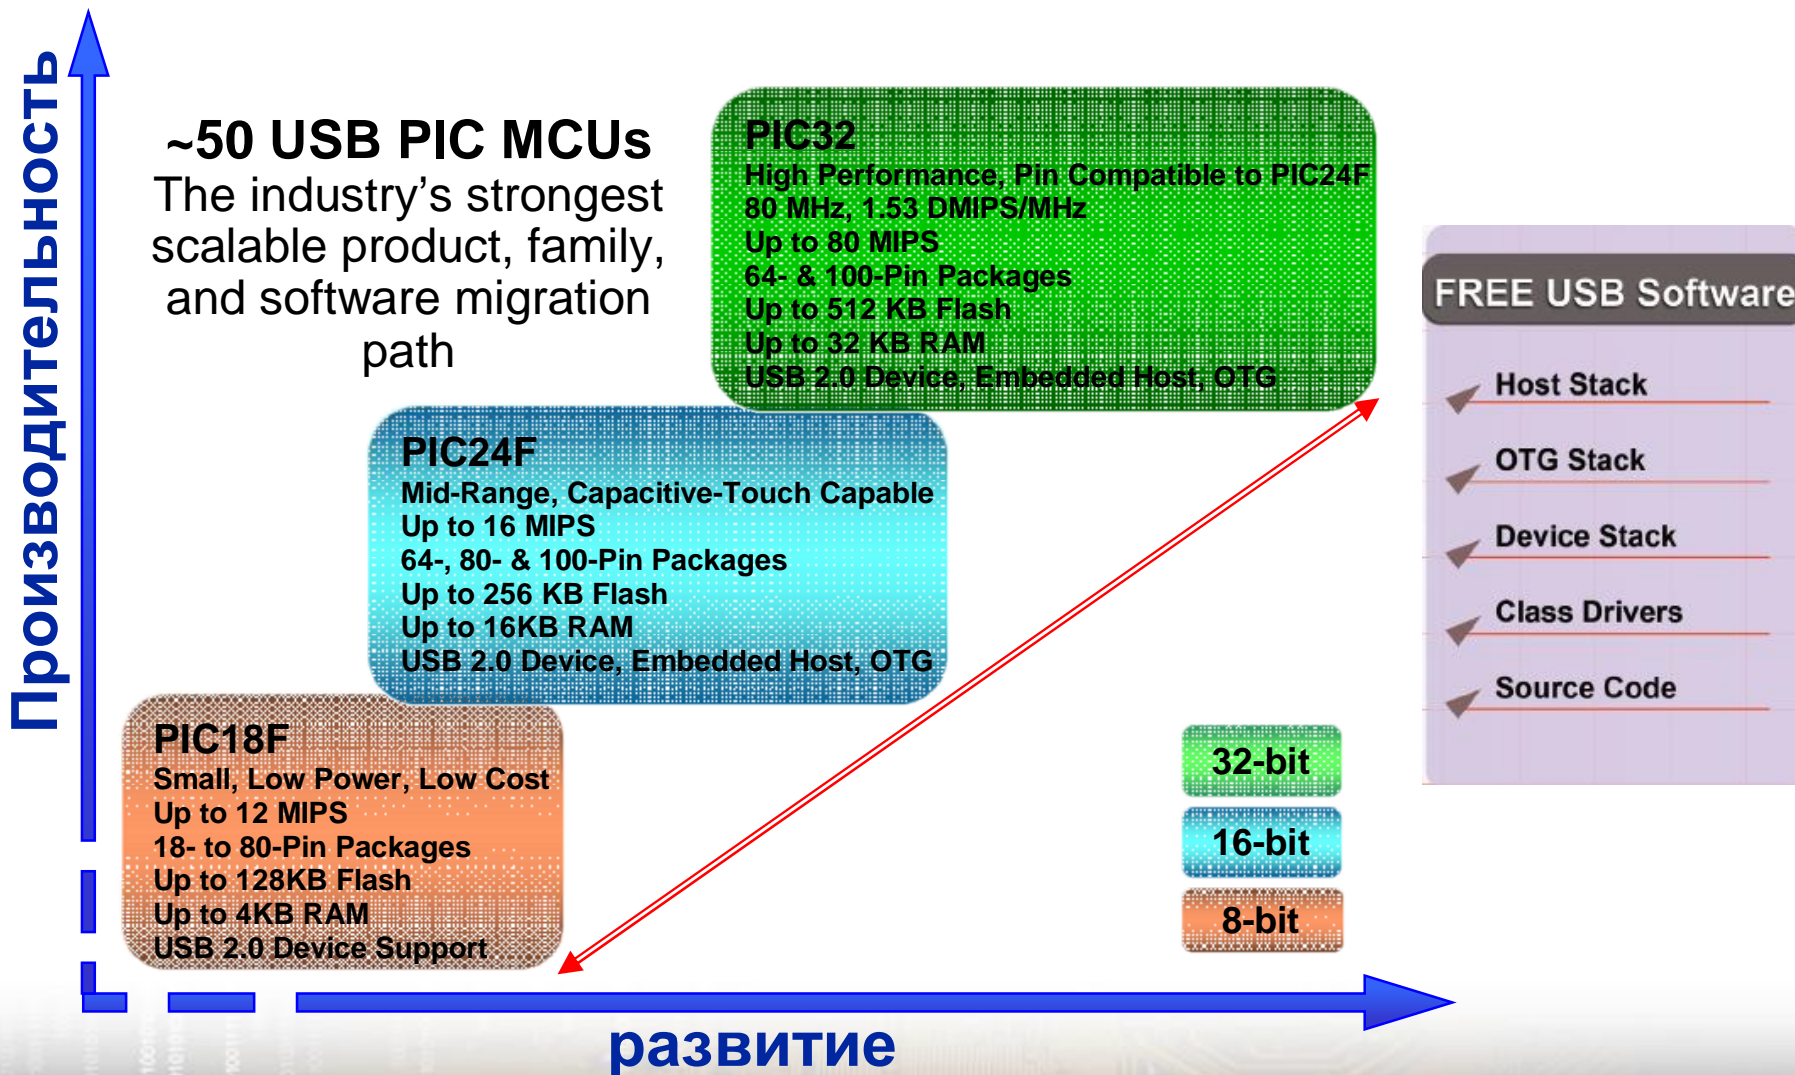 Производительность
~50 USB PIC MCUs
The industry’s strongest
scalable product, family,
and software migration
path
PIC32
High Performance, Pin Compatible to PIC24F
80 MHz, 1.53 DMIPS/MHz
Up to 80 MIPS
64- & 100-Pin Packages
Up to 512 KB Flash
Up to 32 KB RAM
USB 2.0 Device, Embedded Host, OTG
PIC24F
Mid-Range, Capacitive-Touch Capable
Up to 16 MIPS
64-, 80- & 100-Pin Packages
Up to 256 KB Flash
Up to 16KB RAM
USB 2.0 Device, Embedded Host, OTG
PIC18F
Small, Low Power, Low Cost
Up to 12 MIPS
18- to 80-Pin Packages
Up to 128KB Flash
Up to 4KB RAM
USB 2.0 Device Support
FREE USB Software
Host Stack
OTG Stack
Device Stack
Class Drivers
Source Code
32-bit
16-bit
8-bit
развитие